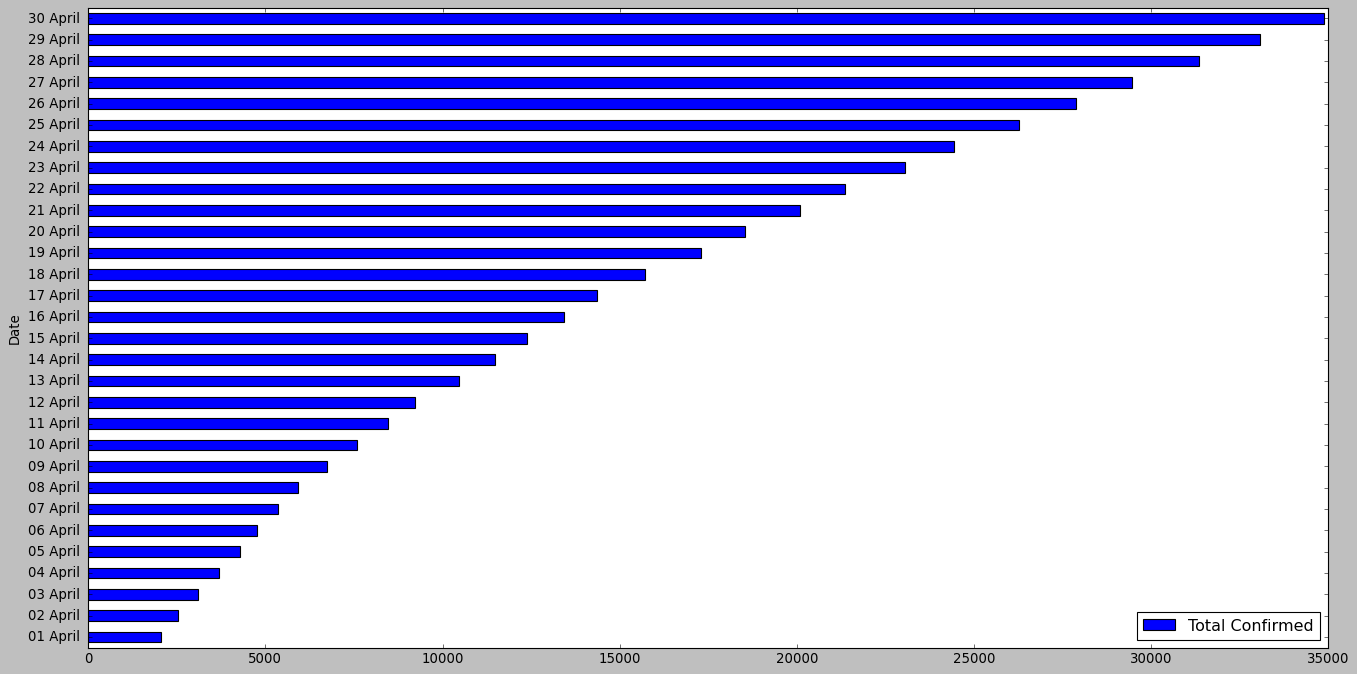 30 April
29 April
28 April
27 April
26 April
25 April
24 April
23 April
22 April
21 April
20 April
19 April
18 April
17 April
16 April
15 April
14 April
13 April
12 April
11 April
10 April
09 April
08 April
07 April
06 April
05 April
04 April
03 April
02 April
01 April
Date
Total Confirmed
0 5000 10000 15000 20000 25000 30000 35000